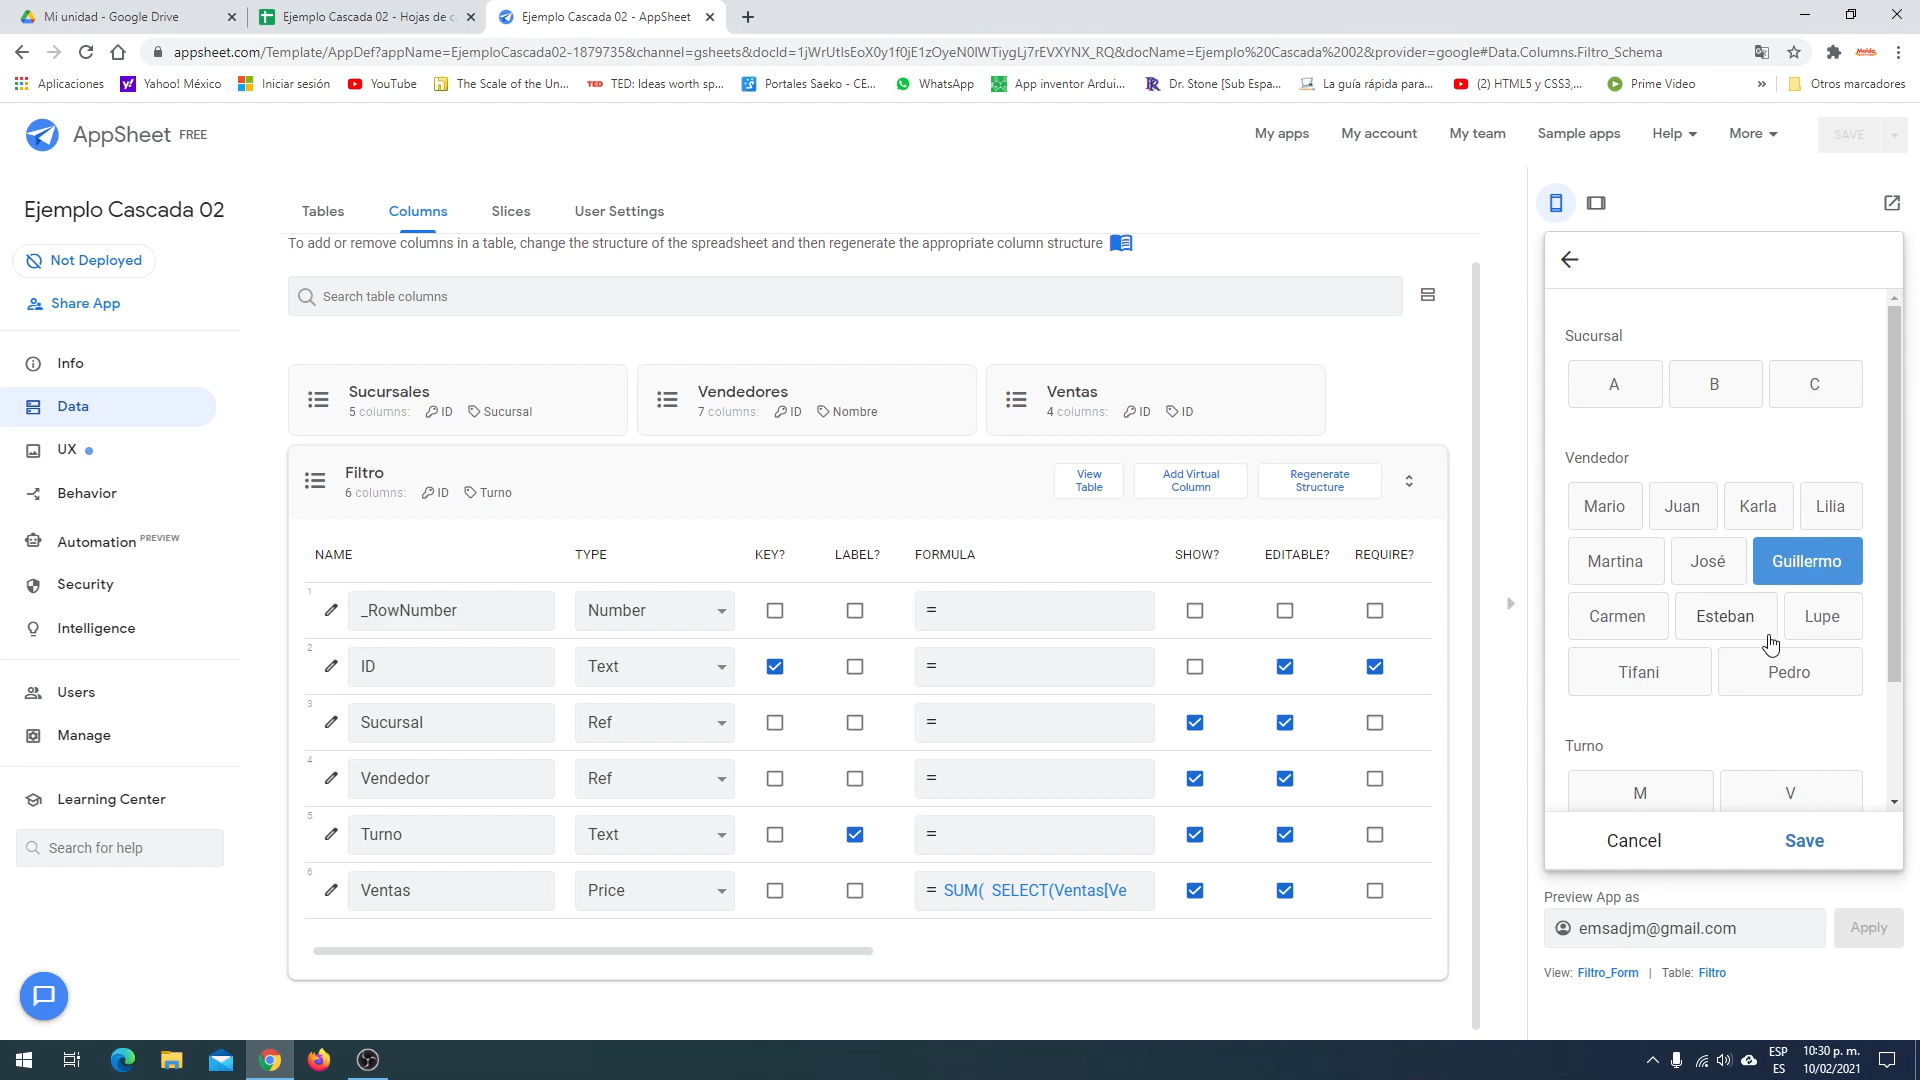 Mi unidad - Google Drive
Ejemplo Cascada 02 - Hojas de c
Ejemplo Cascada 02 - AppSheet
appsheet.com/Template/AppDef?appName=EjemploCascada02-1879735&channel=gsheets&docId=1jWrUtIsEoX0y1f0jE1zOyeN0IWTiygLj7rEVXYNX_RQ&docName=Ejemplo%20Cascada%2002&provider=google#Data.Columns.Filtro_Schema
Aplicaciones
Yahoo! México
Iniciar sesión
YouTube
The Scale of the Un...
TED: Ideas worth sp...
Portales Saeko - CE...
WhatsApp
App inventor Ardui...
Dr. Stone [Sub Espa...
La guía rápida para...
(2) HTML5 y CSS3,...
Prime Video
»
Otros marcadores
AppSheet FREE
My apps
My account
My team
Sample apps
Help
More
SAVE
Ejemplo Cascada 02
Not Deployed
Share App
Info
Data
UX
Behavior
Automation PREVIEW
Security
Intelligence
Users
Manage
Learning Center
Search for help
Tables
Columns
Slices
User Settings
To add or remove columns in a table, change the structure of the spreadsheet and then regenerate the appropriate column structure
Search table columns
Sucursales
5 columns: ID Sucursal
Vendedores
7 columns: ID Nombre
Ventas
4 columns: ID ID
Filtro
6 columns: ID Turno
View Table
Add Virtual Column
Regenerate Structure
NAME TYPE KEY? LABEL? FORMULA SHOW? EDITABLE? REQUIRE?
1 _RowNumber Number =
2 ID Text =
3 Sucursal Ref =
4 Vendedor Ref =
5 Turno Text =
6 Ventas Price = SUM( SELECT(Ventas[Ve
Sucursal
A B C
Vendedor
Mario Juan Karla Lilia
Martina José Guillermo
Carmen Esteban Lupe
Tifani Pedro
Turno
M V
Cancel Save
Preview App as
emsadjm@gmail.com
Apply
View: Filtro_Form | Table: Filtro
ESP
ES
10:30 p. m.
10/02/2021